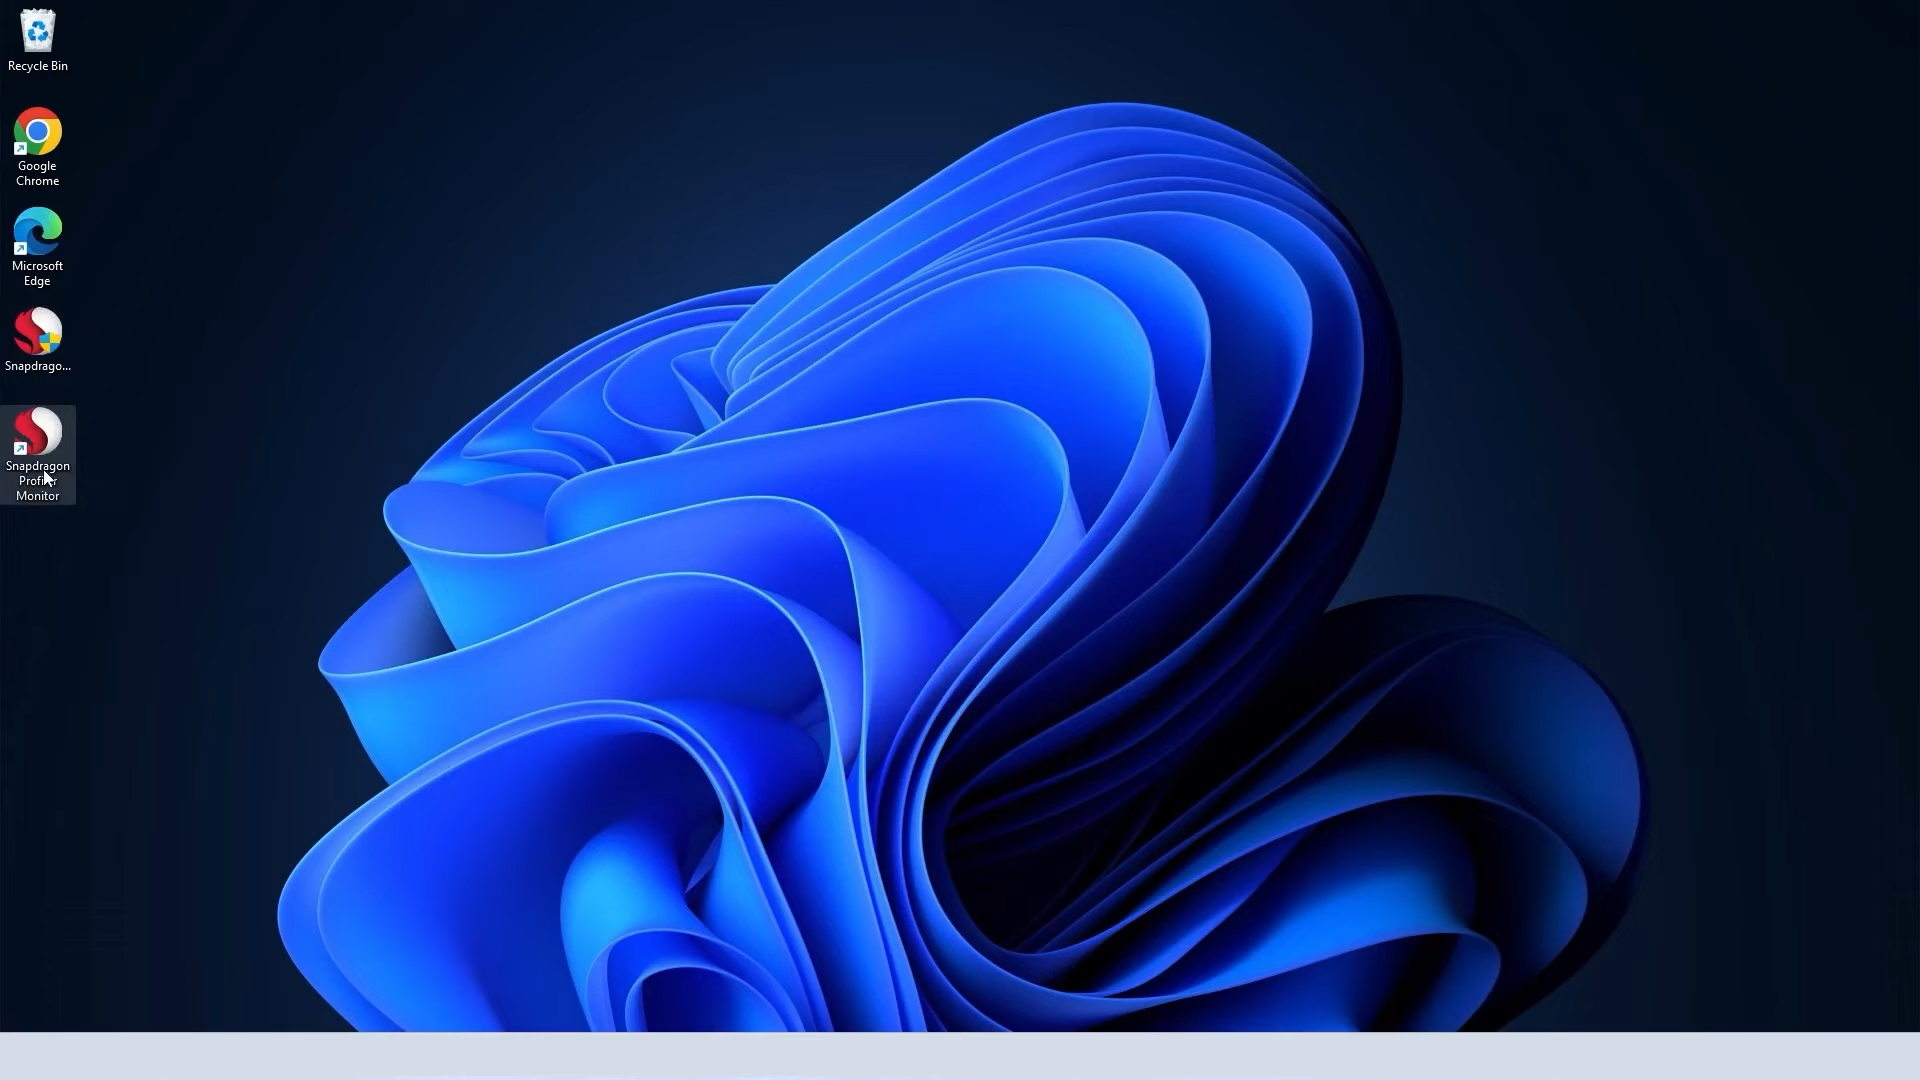 Recycle Bin
Google
Chrome
Microsoft
Edge
Snapdrago...
Snapdragon
Profiler
Monitor